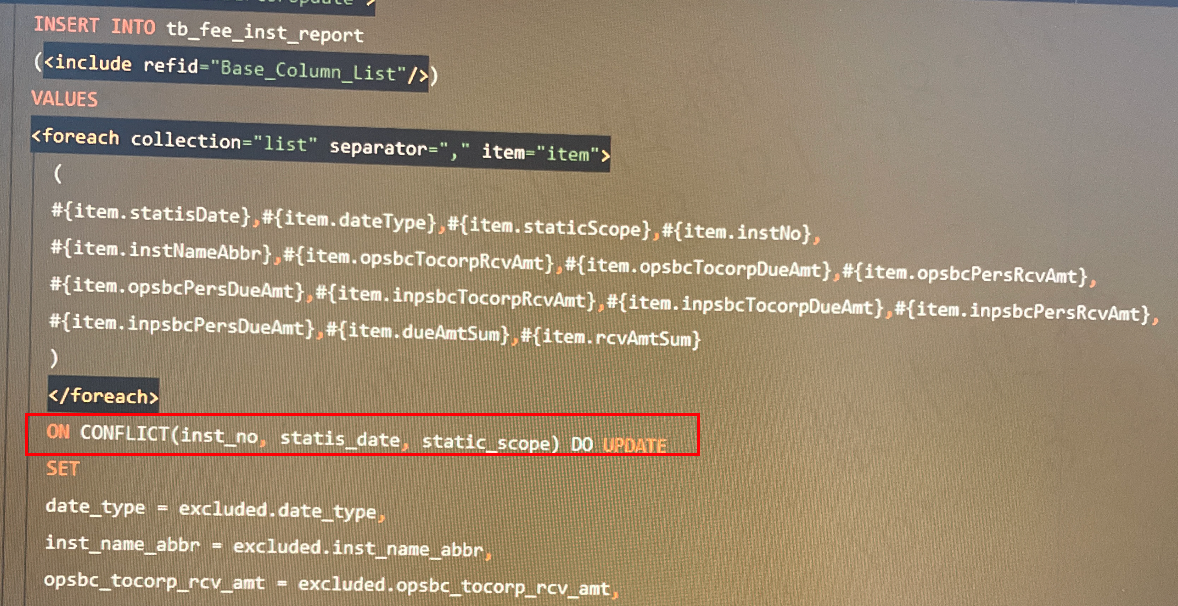 INSERT INTO tb_fee_inst_report
(<include refid="Base_Column_List"/>)
VALUES
<foreach collection="list" separator="," item="item">
(
#{item.statisDate},#{item.dateType},#{item.staticScope},#{item.instNo},
#{item.instNameAbbr},#{item.opsbcTocorpRcvAmt},#{item.opsbcTocorpDueAmt},#{item.opsbcPersRcvAmt},
#{item.opsbcPersDueAmt},#{item.inpsbcTocorpRcvAmt},#{item.inpsbcTocorpDueAmt},#{item.inpsbcPersRcvAmt},
#{item.inpsbcPersDueAmt},#{item.dueAmtSum},#{item.rcvAmtSum}
)
</foreach>
ON CONFLICT(inst_no, statis_date, static_scope) DO UPDATE
SET
date_type = excluded.date_type,
inst_name_abbr = excluded.inst_name_abbr,
opsbc_tocorp_rcv_amt = excluded.opsbc_tocorp_rcv_amt,